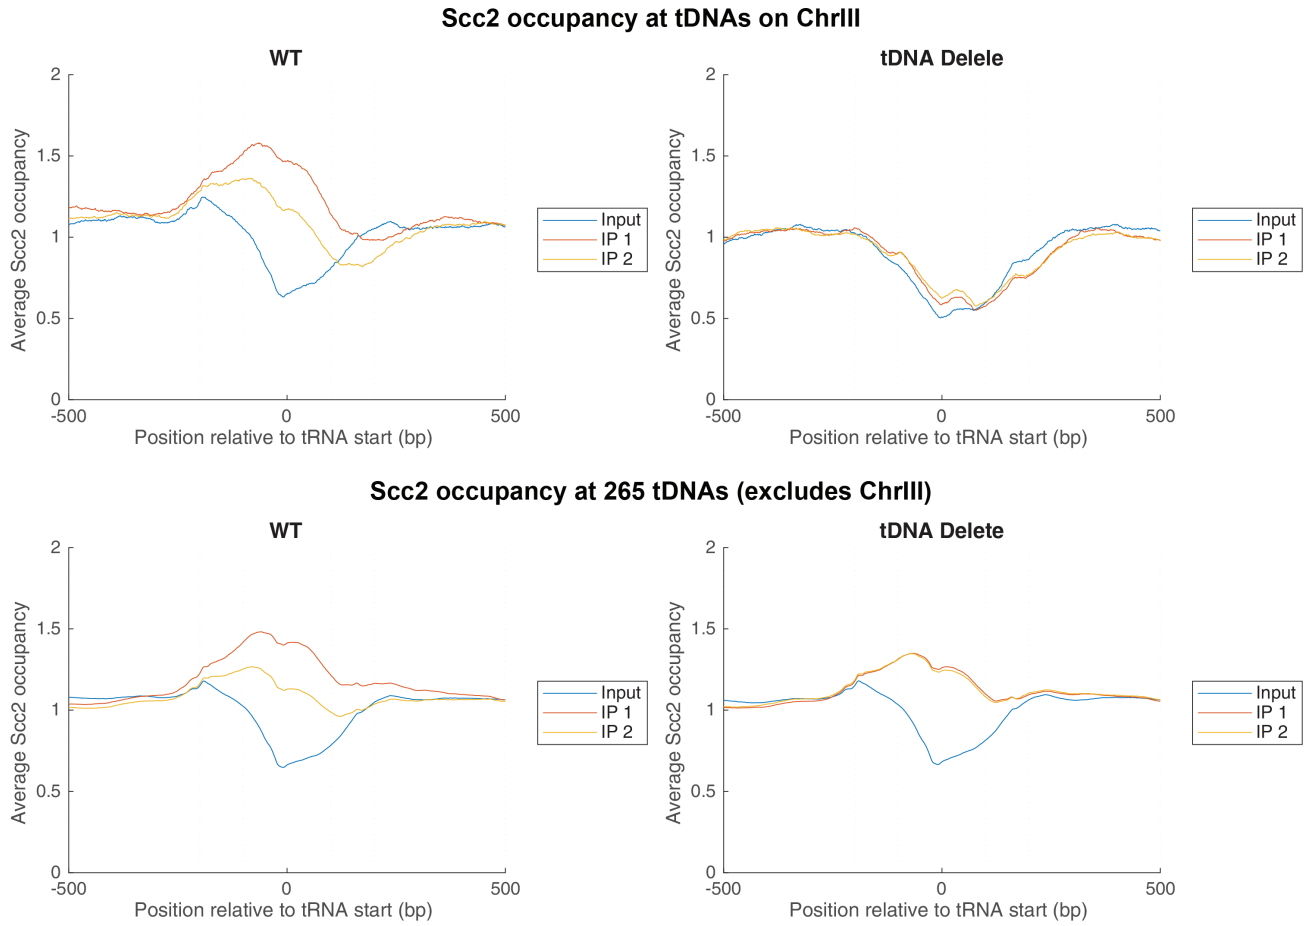 Scc2 occupancy at tDNAs on ChrIII
WT
2
1.5
1
0.5
0
-500
0
500
Average Scc2 occupancy
Position relative to tRNA start (bp)
Input
IP 1
IP 2
tDNA Delele
2
1.5
1
0.5
0
-500
0
500
Average Scc2 occupancy
Position relative to tRNA start (bp)
Input
IP 1
IP 2
Scc2 occupancy at 265 tDNAs (excludes ChrIII)
WT
2
1.5
1
0.5
0
-500
0
500
Average Scc2 occupancy
Position relative to tRNA start (bp)
Input
IP 1
IP 2
tDNA Delete
2
1.5
1
0.5
0
-500
0
500
Average Scc2 occupancy
Position relative to tRNA start (bp)
Input
IP 1
IP 2